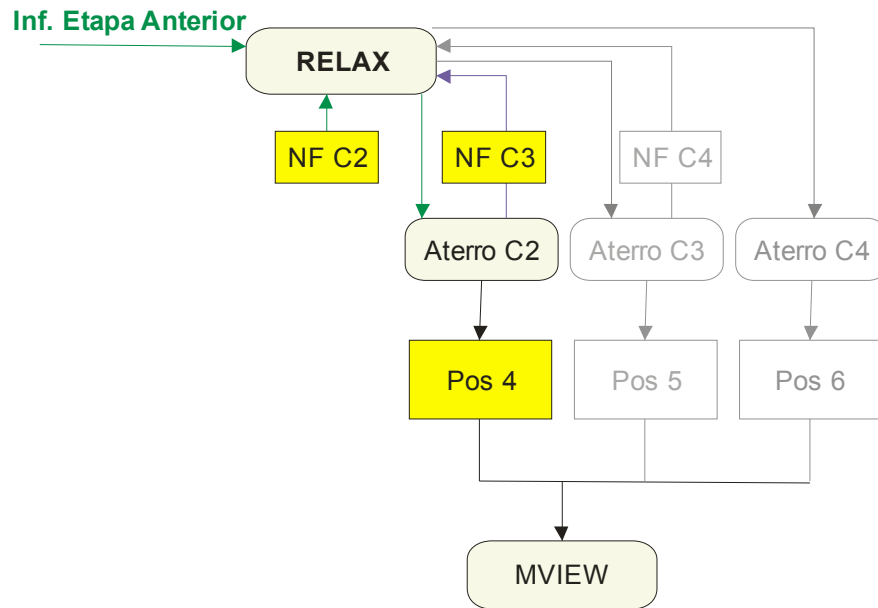 Inf. Etapa Anterior
RELAX
NF C2
NF C3
NF C4
Aterro C2
Aterro C3
Aterro C4
Pos 4
Pos 5
Pos 6
MVIEW